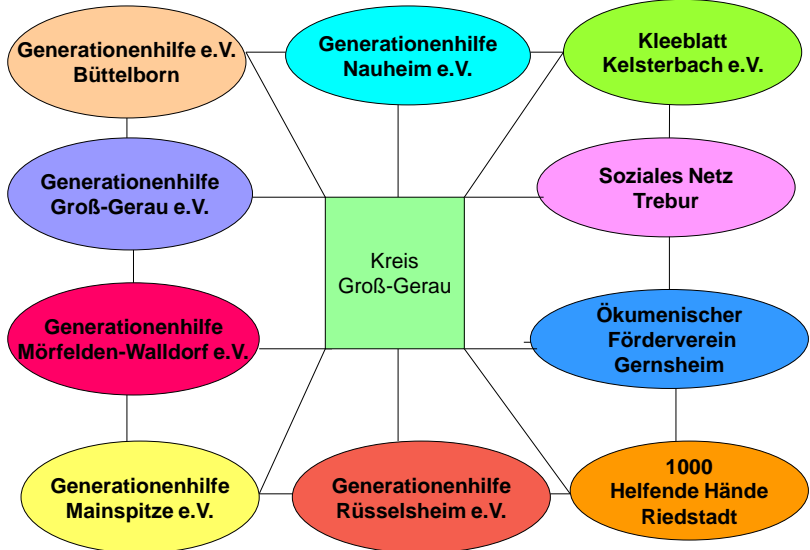 Generationenhilfe e.V.
Büttelborn
Generationenhilfe
Nauheim e.V.
Kleeblatt
Kelsterbach e.V.
Generationenhilfe
Groß-Gerau e.V.
Soziales Netz
Trebur
Kreis
Groß-Gerau
Generationenhilfe
Mörfelden-Walldorf e.V.
Ökumenischer
Förderverein
Gernsheim
Generationenhilfe
Mainspitze e.V.
Generationenhilfe
Rüsselsheim e.V.
1000
Helfende Hände
Riedstadt